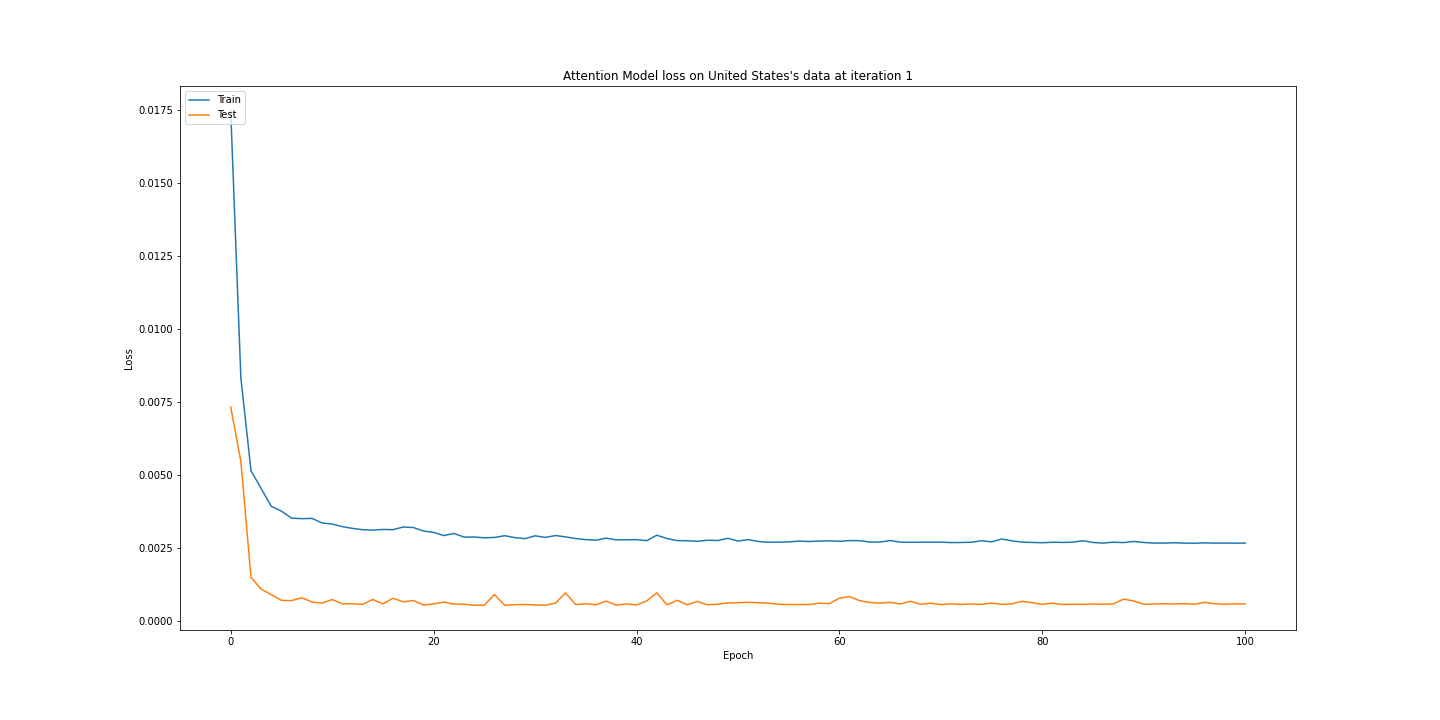 Attention Model loss on United States's data at iteration 1
Train
Test
0.0175
0.0150
0.0125
0.0100
0.0075
0.0050
0.0025
0.0000
Loss
0 20 40 60 80 100
Epoch